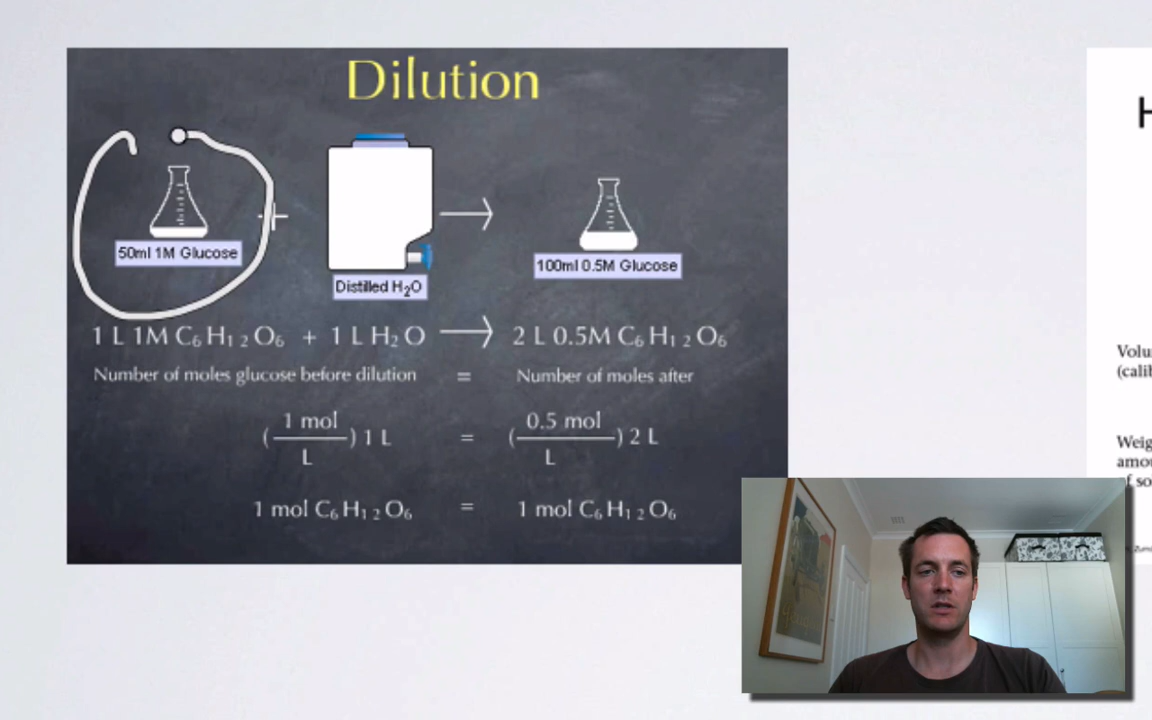 Dilution
50ml 1M Glucose
+
Distilled H₂O
100ml 0.5M Glucose
1 L 1M C₆H₁₂O₆ + 1 L H₂O → 2 L 0.5M C₆H₁₂O₆
Number of moles glucose before dilution = Number of moles after
(1 mol/L) 1 L = (0.5 mol/L) 2 L
1 mol C₆H₁₂O₆ = 1 mol C₆H₁₂O₆